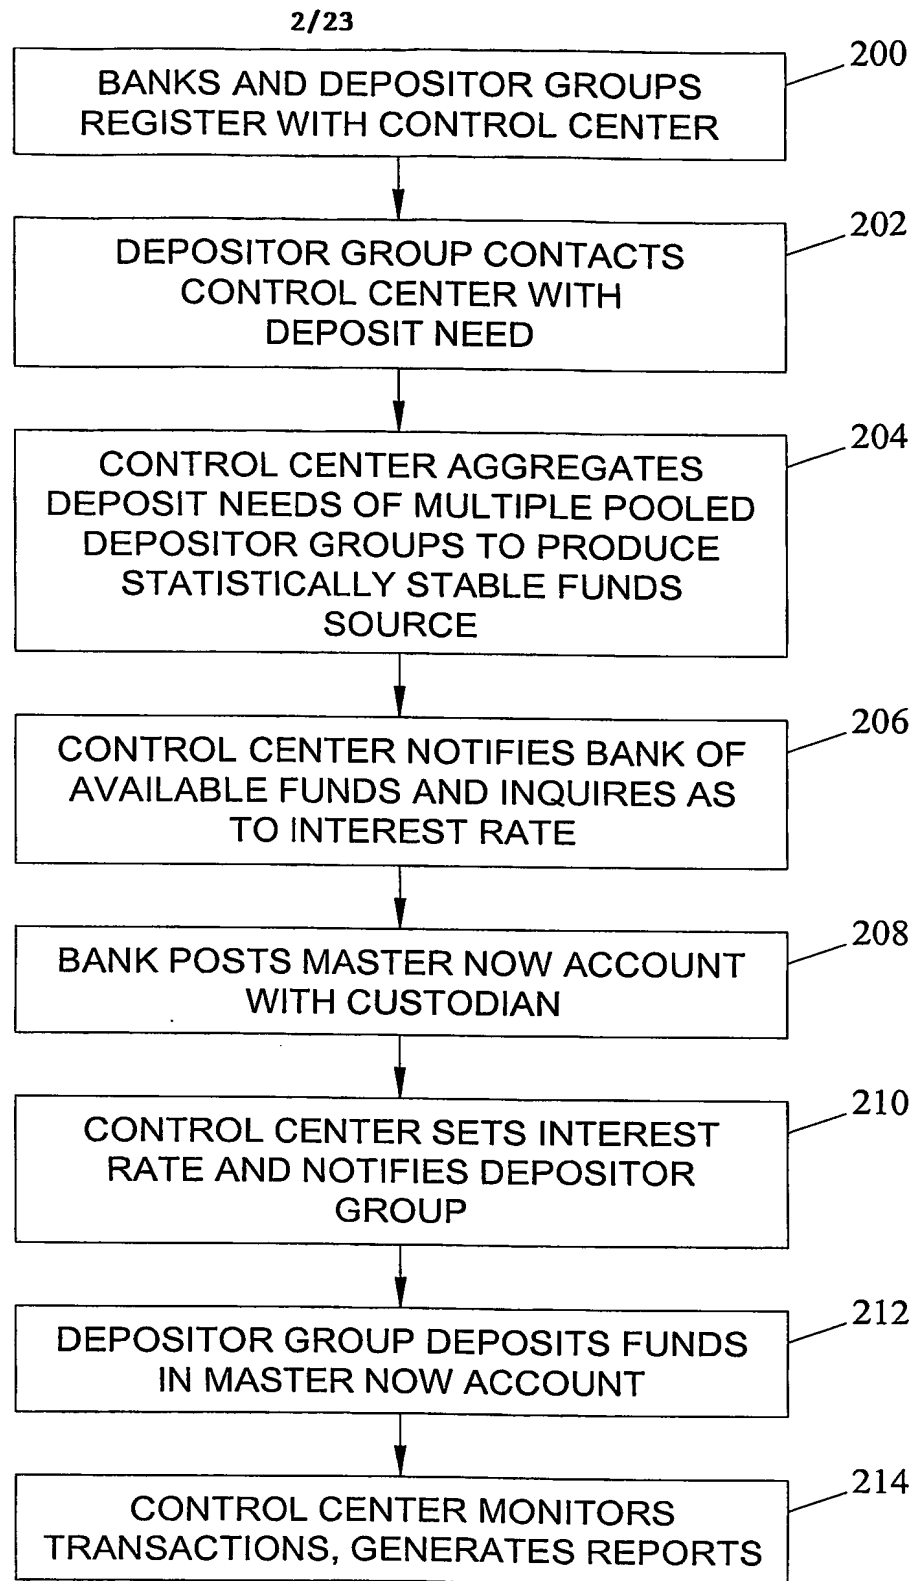 2/23
200
BANKS AND DEPOSITOR GROUPS
REGISTER WITH CONTROL CENTER
202
DEPOSITOR GROUP CONTACTS
CONTROL CENTER WITH
DEPOSIT NEED
204
CONTROL CENTER AGGREGATES
DEPOSIT NEEDS OF MULTIPLE POOLED
DEPOSITOR GROUPS TO PRODUCE
STATISTICALLY STABLE FUNDS
SOURCE
206
CONTROL CENTER NOTIFIES BANK OF
AVAILABLE FUNDS AND INQUIRES AS
TO INTEREST RATE
208
BANK POSTS MASTER NOW ACCOUNT
WITH CUSTODIAN
210
CONTROL CENTER SETS INTEREST
RATE AND NOTIFIES DEPOSITOR
GROUP
212
DEPOSITOR GROUP DEPOSITS FUNDS
IN MASTER NOW ACCOUNT
214
CONTROL CENTER MONITORS
TRANSACTIONS, GENERATES REPORTS